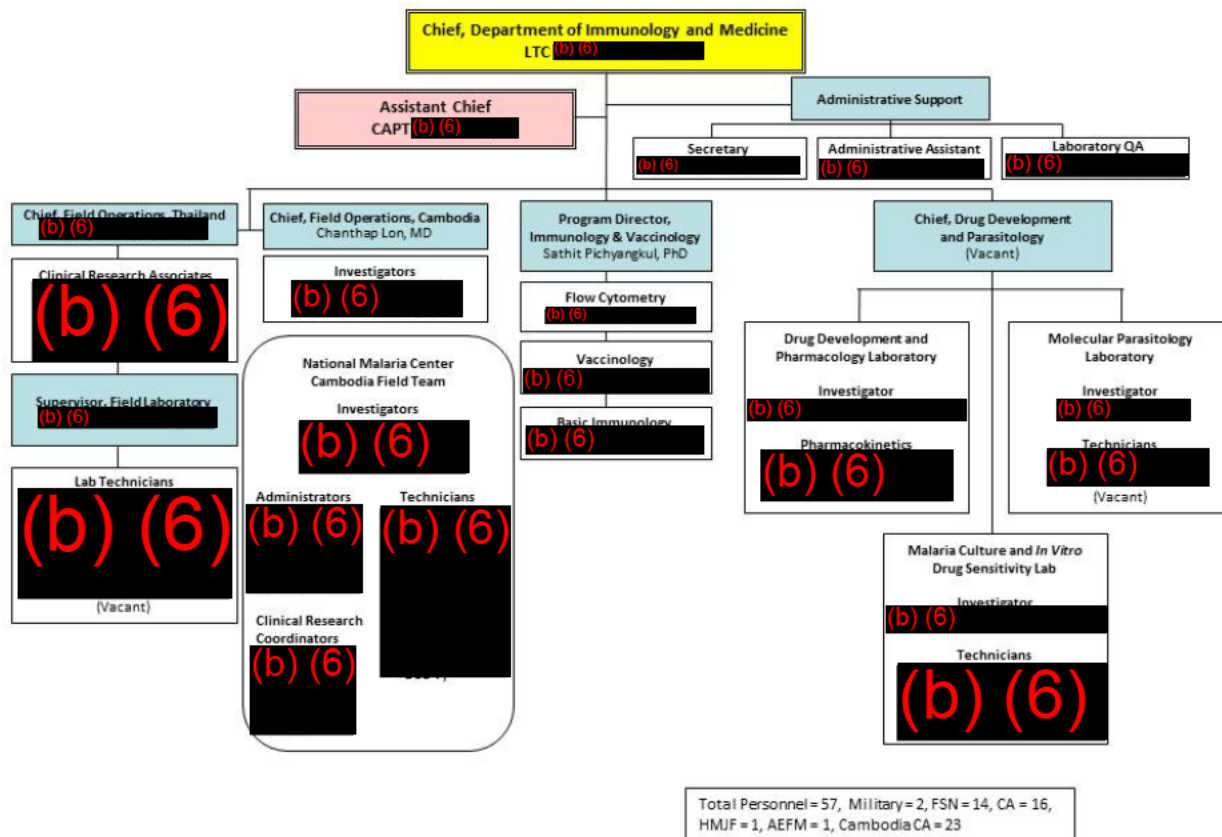 Chief, Department of Immunology and Medicine
LTC (b) (6)
Assistant Chief
CAPT (b) (6)
Administrative Support
Secretary
(b) (6)
Administrative Assistant
(b) (6)
Laboratory QA
(b) (6)
Chief, Field Operations, Thailand
(b) (6)
Clinical Research Associates
(b) (6)
Supervisor, Field Laboratory
(b) (6)
Lab Technicians
(b) (6)
(Vacant)
Chief, Field Operations, Cambodia
Chanthap Lon, MD
Investigators
(b) (6)
National Malaria Center
Cambodia Field Team
Investigators
(b) (6)
Administrators
(b) (6)
Technicians
(b) (6)
Clinical Research
Coordinators
(b) (6)
Program Director,
Immunology & Vaccinology
Sathit Pichyangkul, PhD
Flow Cytometry
(b) (6)
Vaccinology
(b) (6)
Basic Immunology
(b) (6)
Chief, Drug Development
and Parasitology
(Vacant)
Drug Development and
Pharmacology Laboratory
Investigator
(b) (6)
Pharmacokinetics
(b) (6)
Molecular Parasitology
Laboratory
Investigator
(b) (6)
Technicians
(b) (6)
(Vacant)
Malaria Culture and In Vitro
Drug Sensitivity Lab
Investigator
(b) (6)
Technicians
(b) (6)
Total Personnel = 57, Military = 2, FSN = 14, CA = 16,
HMJF = 1, AEFM = 1, Cambodia CA = 23